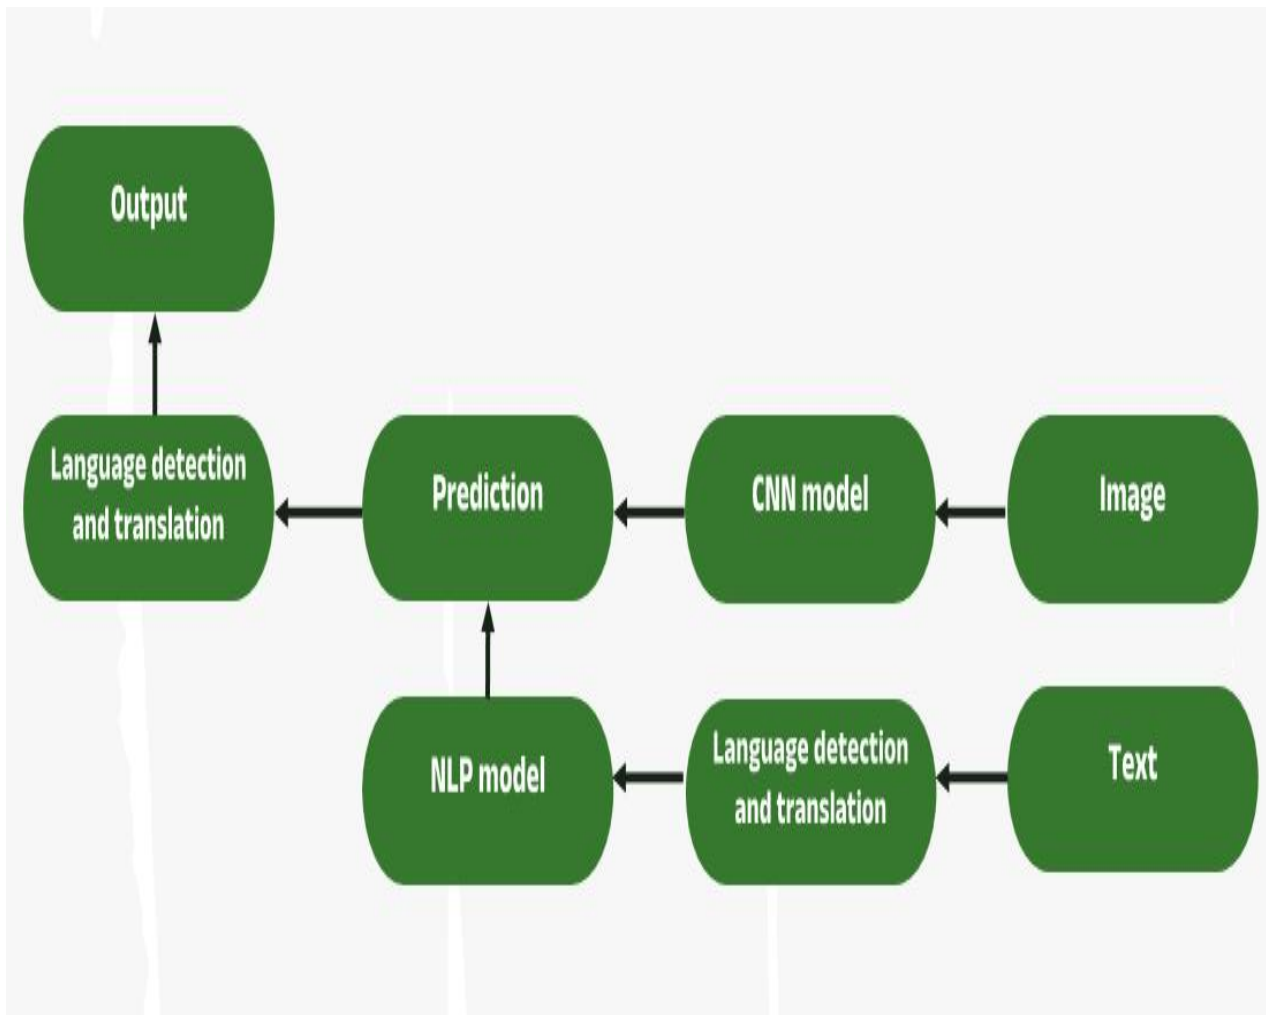 Output
Language detection
and translation
Prediction
CNN model
Image
NLP model
Language detection
and translation
Text